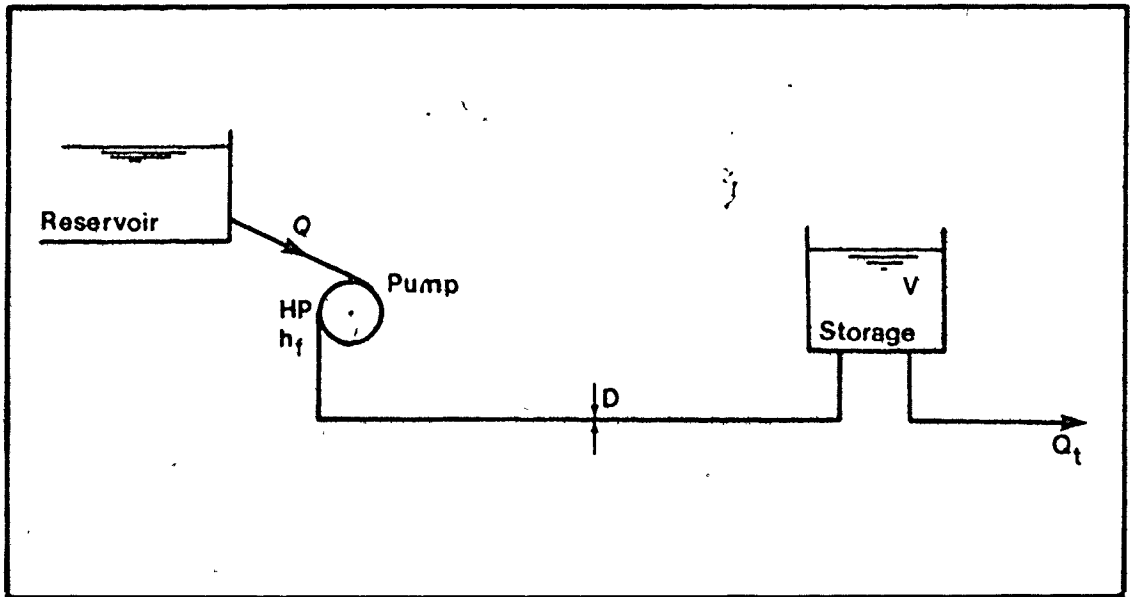 Reservoir
Q
Pump
HP
h_f
D
V
Storage
Q_t